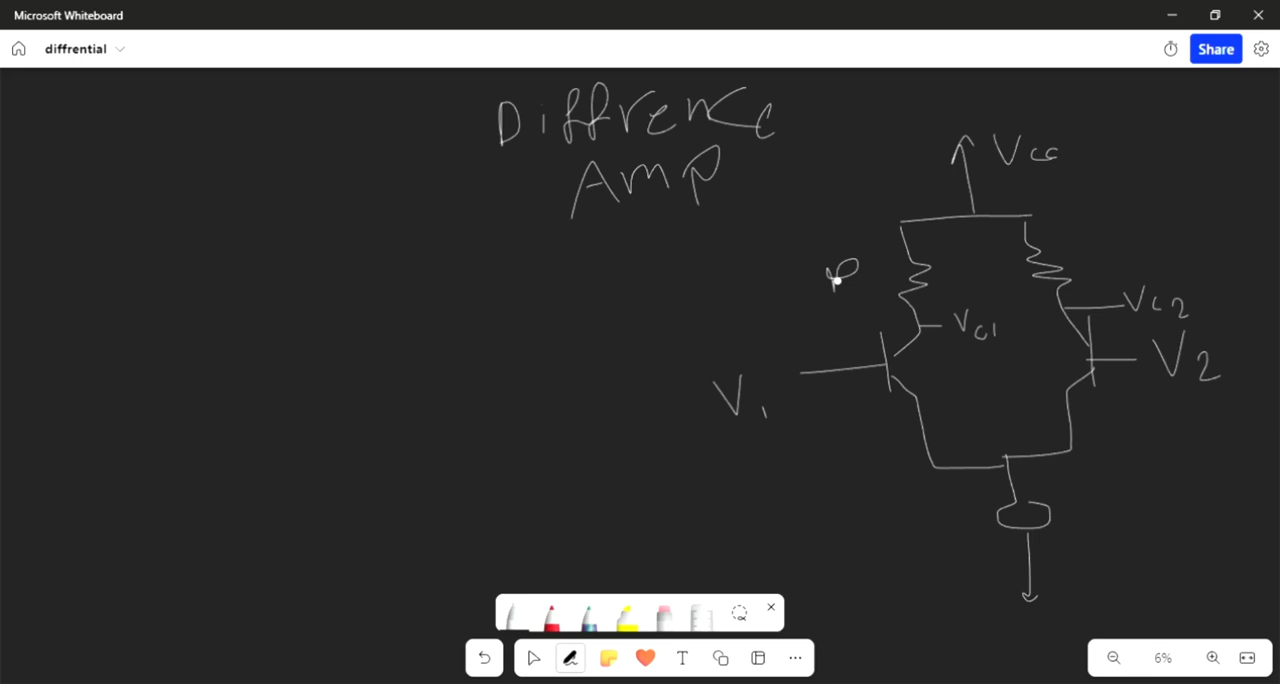 Microsoft Whiteboard
diffrential
Share
Diffrence
Amp
Vcc
Vc1
Vc2
V2
V1
6%